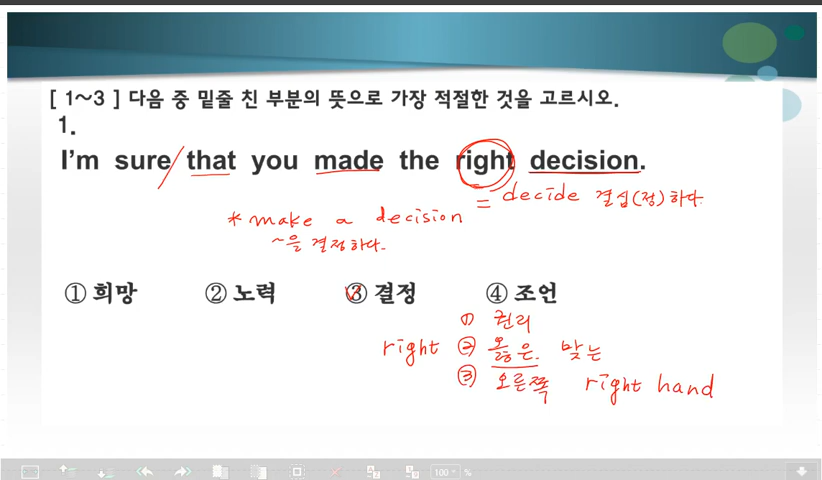 [ 1~3 ] 다음 중 밑줄 친 부분의 뜻으로 가장 적절한 것을 고르시오.
1.
I'm sure / that you made the right decision.
= decide 결심(정)하다.
* make a decision
~을 결정하다.
① 희망 ② 노력 ③ 결정 ④ 조언
① 권리
right ② 옳은. 맞는
③ 오른쪽 right hand
100 %